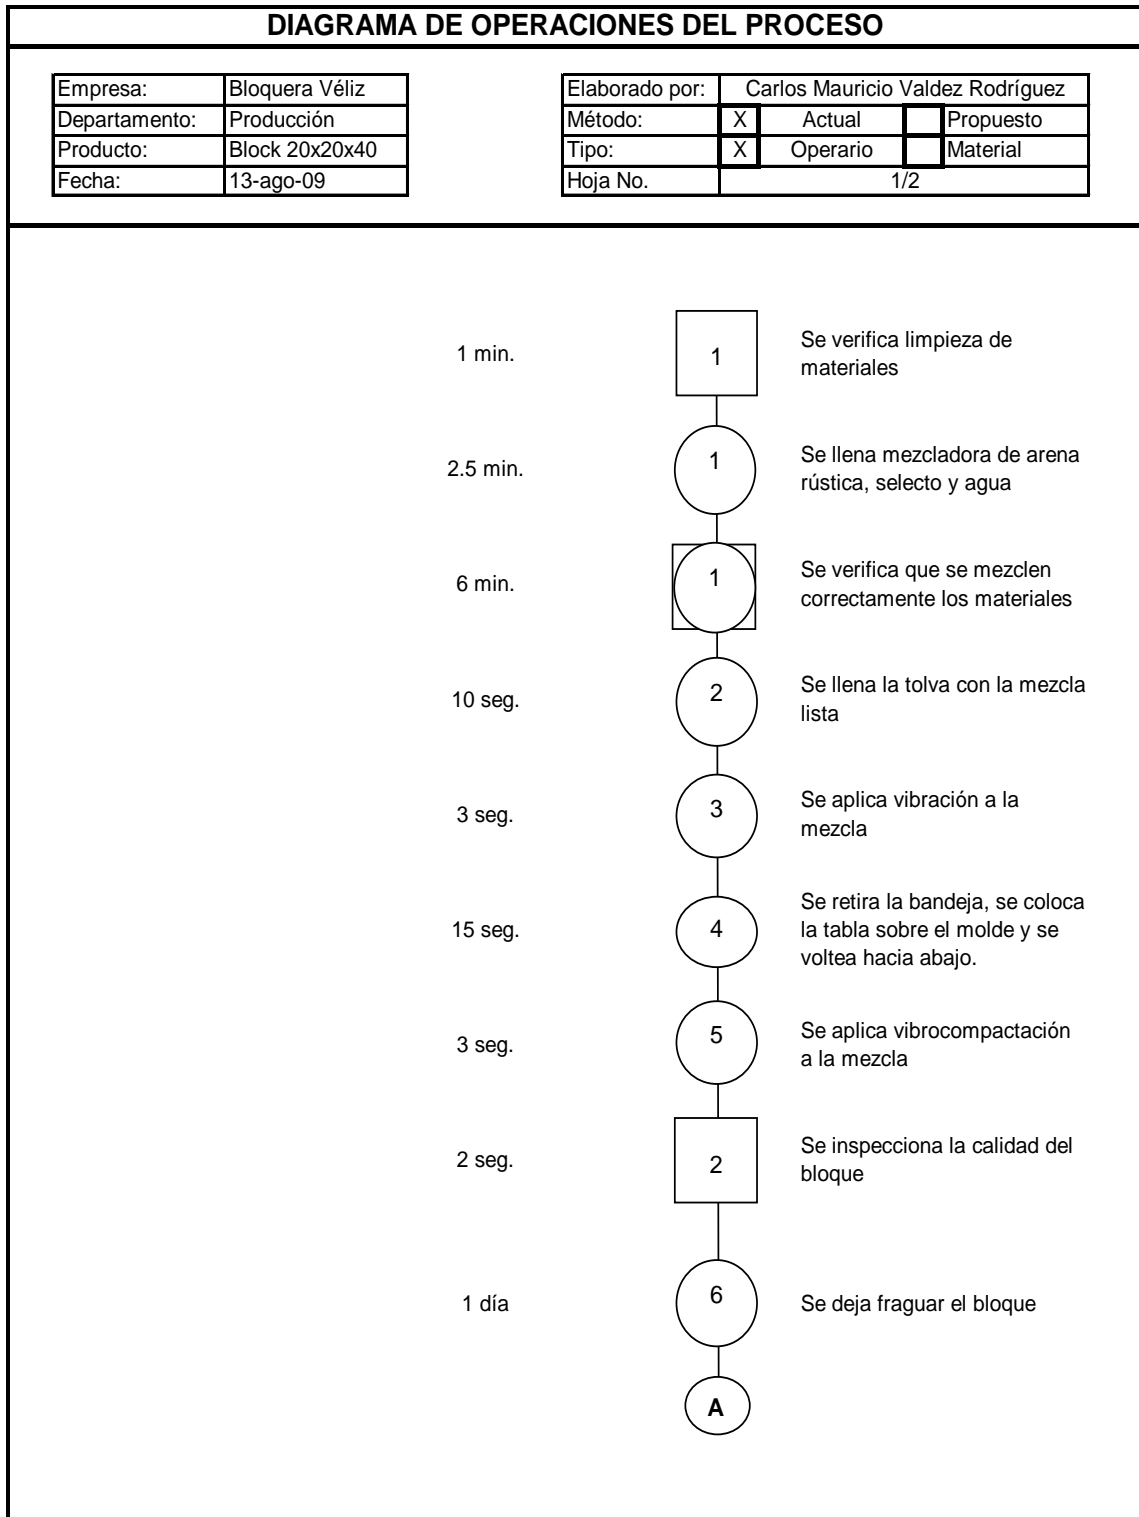 DIAGRAMA DE OPERACIONES DEL PROCESO
Empresa: Bloquera Véliz
Departamento: Producción
Producto: Block 20x20x40
Fecha: 13-ago-09
Elaborado por: Carlos Mauricio Valdez Rodríguez
Método: X Actual Propuesto
Tipo: X Operario Material
Hoja No. 1/2
1 min.
1
Se verifica limpieza de
materiales
2.5 min.
1
Se llena mezcladora de arena
rústica, selecto y agua
6 min.
1
Se verifica que se mezclen
correctamente los materiales
10 seg.
2
Se llena la tolva con la mezcla
lista
3 seg.
3
Se aplica vibración a la
mezcla
15 seg.
4
Se retira la bandeja, se coloca
la tabla sobre el molde y se
voltea hacia abajo.
3 seg.
5
Se aplica vibrocompactación
a la mezcla
2 seg.
2
Se inspecciona la calidad del
bloque
1 día
6
Se deja fraguar el bloque
A